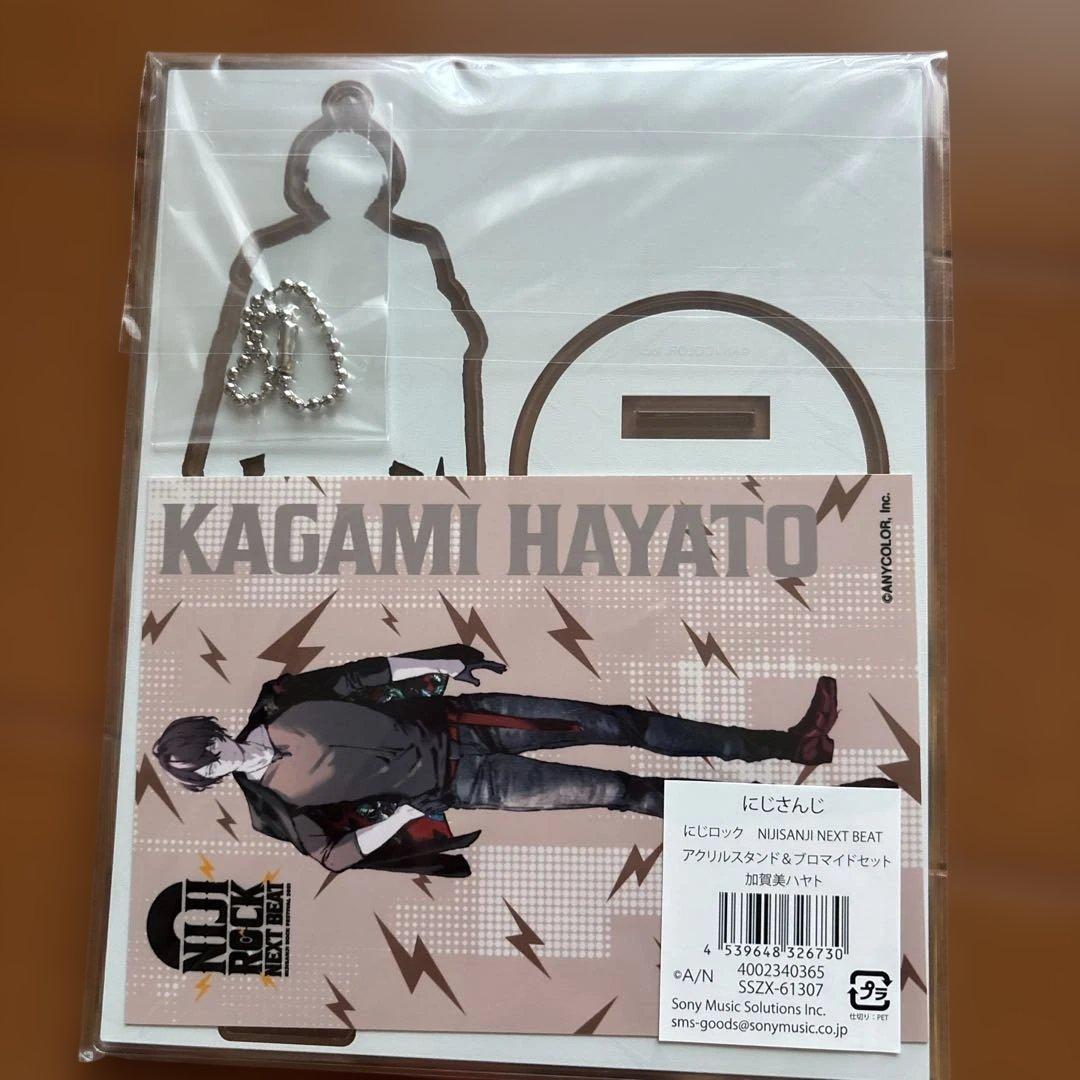 KAGAMI HAYATO
©ANYCOLOR, Inc.
NIJI
ROCK
NEXT BEAT
にじさんじ
にじロック NIJISANJI NEXT BEAT
アクリルスタンド＆ブロマイドセット
加賀美ハヤト
4 539648 326730
©A/N 4002340365
SSZX-61307
プラ
仕切り：PET
Sony Music Solutions Inc.
sms-goods@sonymusic.co.jp